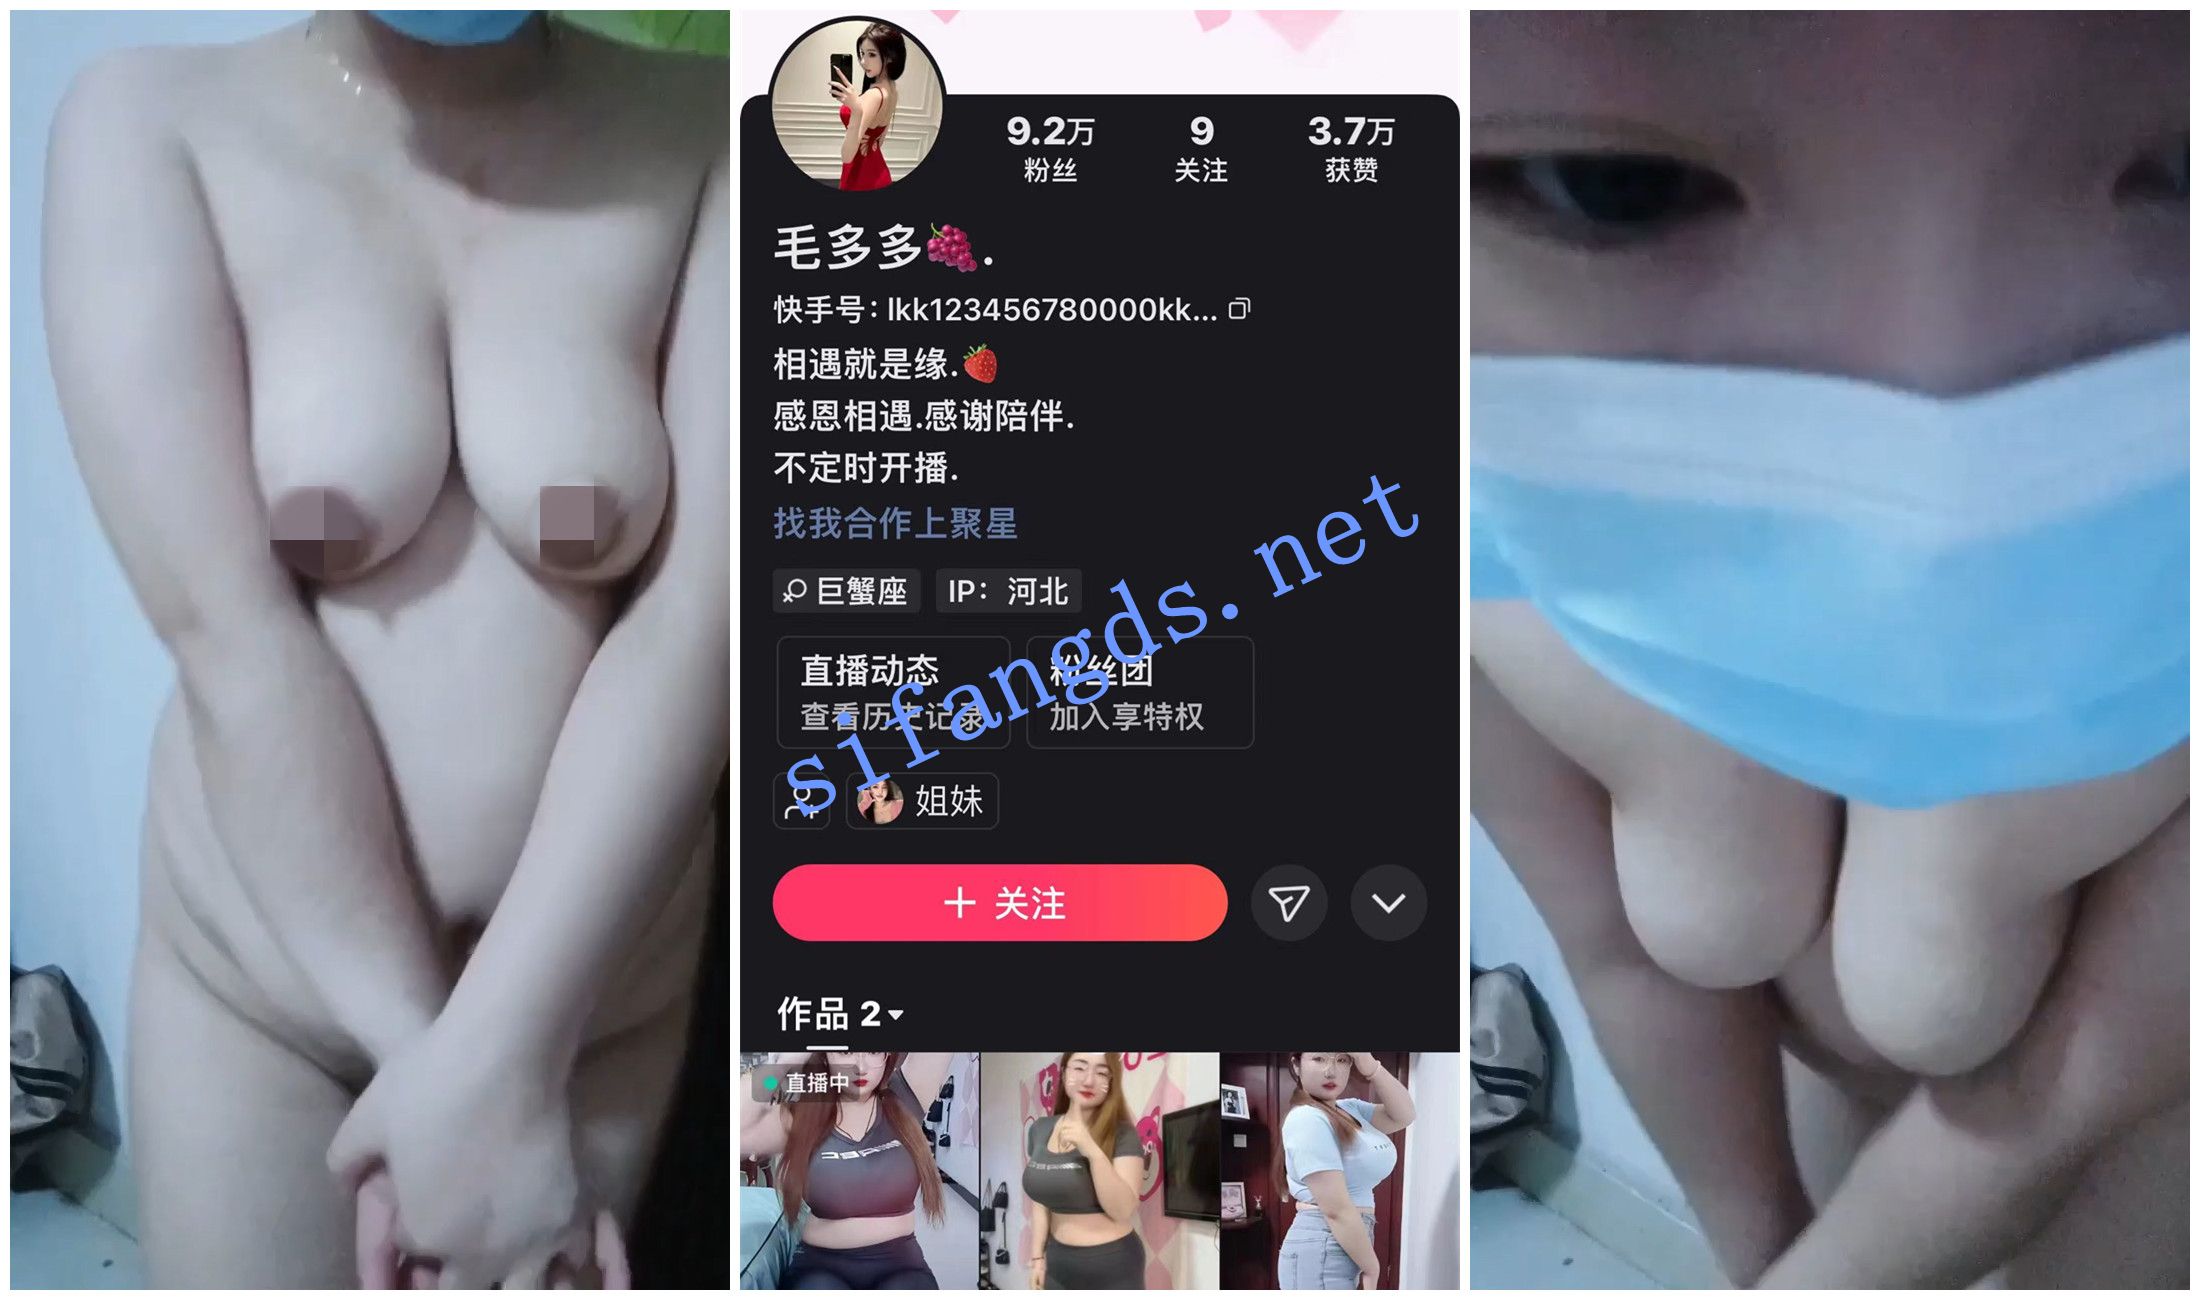 9.2万 9 3.7万
粉丝 关注 获赞
毛多多🍇.
快手号: lkk123456780000kk...
相遇就是缘.🍓
感恩相遇.感谢陪伴.
不定时开播.
找我合作上聚星
巨蟹座 IP: 河北
直播动态 粉丝团
查看历史记录 加入享特权
sifangds.net
姐妹
+ 关注
作品 2
直播中